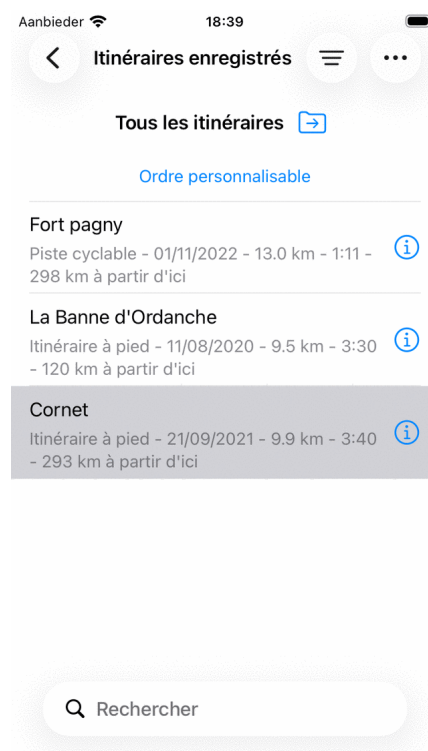 Aanbieder 18:39
Itinéraires enregistrés
Tous les itinéraires
Ordre personnalisable
Fort pagny
Piste cyclable - 01/11/2022 - 13.0 km - 1:11 -
298 km à partir d'ici
La Banne d'Ordanche
Itinéraire à pied - 11/08/2020 - 9.5 km - 3:30
- 120 km à partir d'ici
Cornet
Itinéraire à pied - 21/09/2021 - 9.9 km - 3:40
- 293 km à partir d'ici
Rechercher